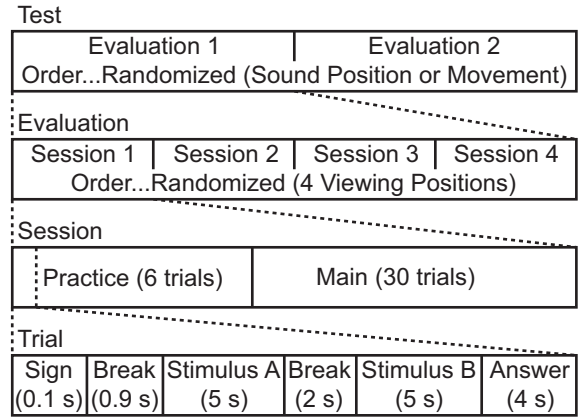 Test
Evaluation 1 Evaluation 2
Order...Randomized (Sound Position or Movement)
Evaluation
Session 1 Session 2 Session 3 Session 4
Order...Randomized (4 Viewing Positions)
Session
Practice (6 trials) Main (30 trials)
Trial
Sign Break Stimulus A Break Stimulus B Answer
(0.1 s) (0.9 s) (5 s) (2 s) (5 s) (4 s)